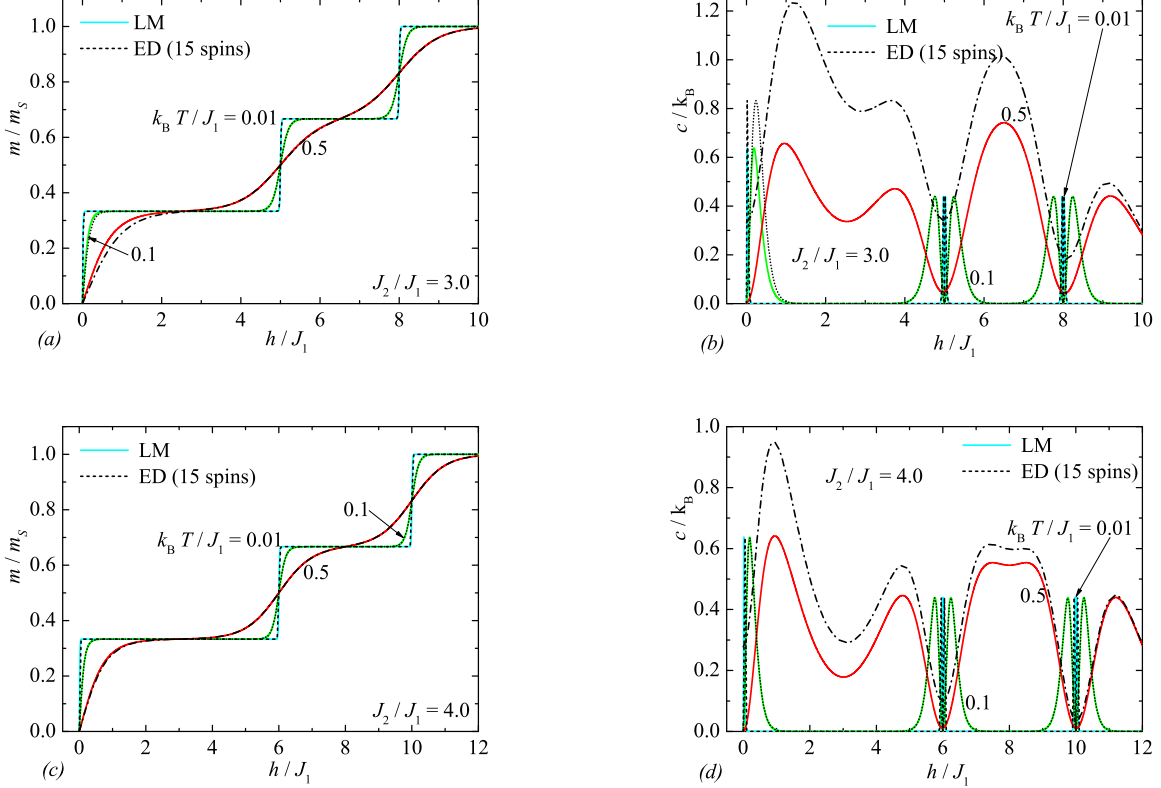 LM
ED (15 spins)
k_B T / J_1 = 0.01
0.5
0.1
J_2 / J_1 = 3.0
m / m_S
1.0
0.8
0.6
0.4
0.2
0.0
0 2 4 6 8 10
h / J_1
(a)
LM
ED (15 spins)
k_B T / J_1 = 0.01
0.5
0.1
J_2 / J_1 = 3.0
c / k_B
1.2
1.0
0.8
0.6
0.4
0.2
0.0
0 2 4 6 8 10
h / J_1
(b)
LM
ED (15 spins)
0.1
k_B T / J_1 = 0.01
0.5
J_2 / J_1 = 4.0
m / m_S
1.0
0.8
0.6
0.4
0.2
0.0
0 2 4 6 8 10 12
h / J_1
(c)
LM
ED (15 spins)
J_2 / J_1 = 4.0
k_B T / J_1 = 0.01
0.5
0.1
c / k_B
1.0
0.8
0.6
0.4
0.2
0.0
0 2 4 6 8 10 12
h / J_1
(d)